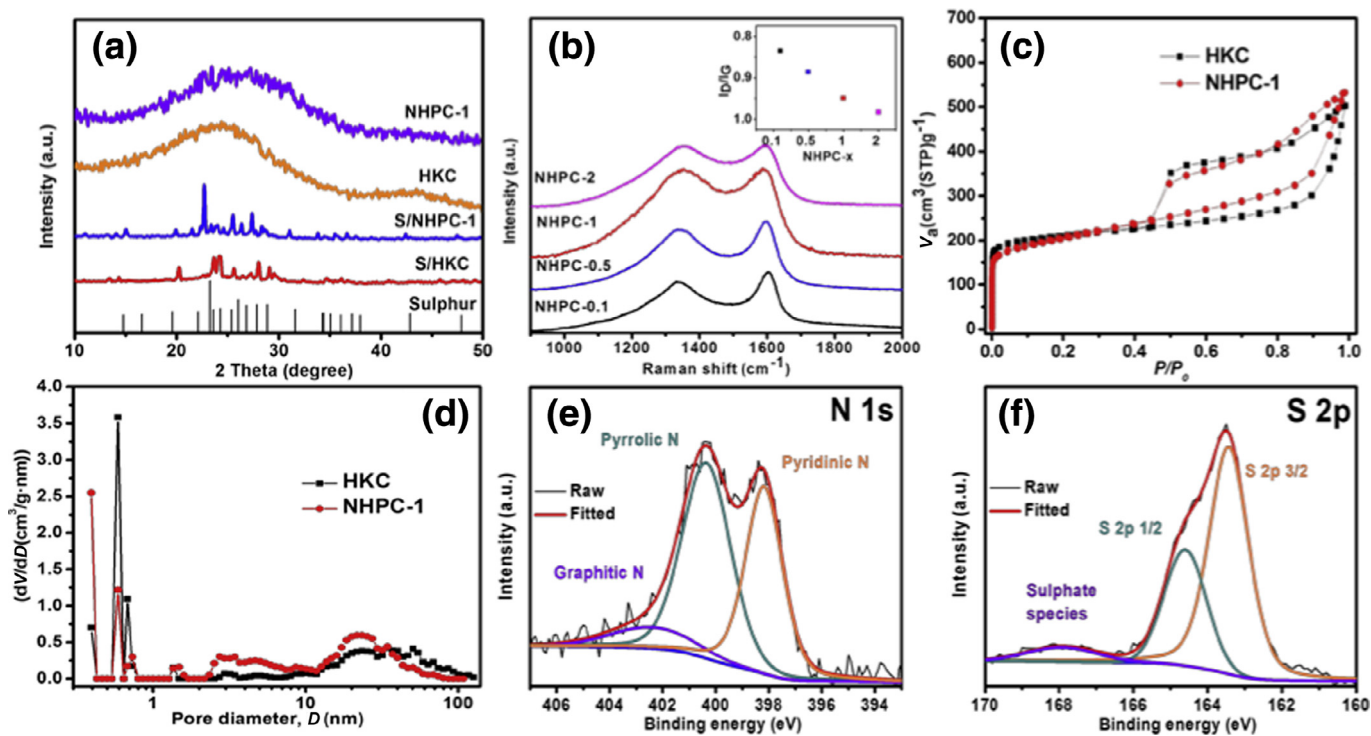 (a)
NHPC-1
HKC
S/NHPC-1
S/HKC
Sulphur
Intensity (a.u.)
10 20 30 40 50
2 Theta (degree)
(b)
0.8
0.9
1.0
I_D/I_G
0.1 0.5 1 2
NHPC-x
NHPC-2
NHPC-1
NHPC-0.5
NHPC-0.1
Intensity (a.u.)
1000 1200 1400 1600 1800 2000
Raman shift (cm⁻¹)
(c)
HKC
NHPC-1
700
600
500
400
300
200
100
0
V_a(cm³(STP)g⁻¹)
0.0 0.2 0.4 0.6 0.8 1.0
P/P_o
(d)
HKC
NHPC-1
4.0
3.5
3.0
2.5
2.0
1.5
1.0
0.5
0.0
(dV/dD(cm³/g·nm))
1 10 100
Pore diameter, D (nm)
(e)
N 1s
Pyrrolic N
Pyridinic N
Raw
Fitted
Graphitic N
Intensity (a.u.)
406 404 402 400 398 396 394
Binding energy (eV)
(f)
S 2p
S 2p 3/2
Raw
Fitted
S 2p 1/2
Sulphate
species
Intensity (a.u.)
170 168 166 164 162 160
Binding energy (eV)